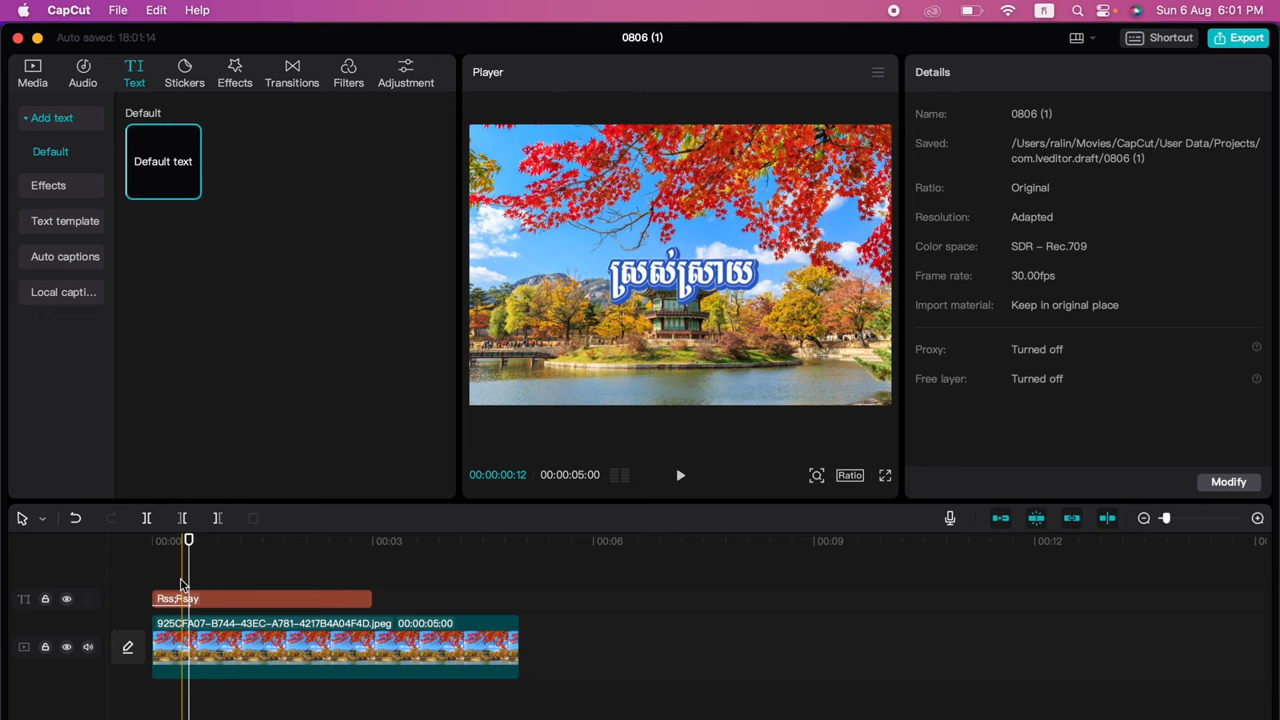 CapCut File Edit Help
Sun 6 Aug 6:01 PM
Auto saved: 18:01:14
0806 (1)
Shortcut
Export
Media
Audio
Text
Stickers
Effects
Transitions
Filters
Adjustment
Add text
Default
Effects
Text template
Auto captions
Local capti...
Default
Default text
Player
ស្រស់ស្រាយ
00:00:00:12
00:00:05:00
Ratio
Details
Name: 0806 (1)
Saved: /Users/ralin/Movies/CapCut/User Data/Projects/
com.lveditor.draft/0806 (1)
Ratio: Original
Resolution: Adapted
Color space: SDR – Rec.709
Frame rate: 30.00fps
Import material: Keep in original place
Proxy: Turned off
Free layer: Turned off
Modify
00:00 00:03 00:06 00:09 00:12
TI Rss;Rsay
925CFA07-B744-43EC-A781-4217B4A04F4D.jpeg 00:00:05:00